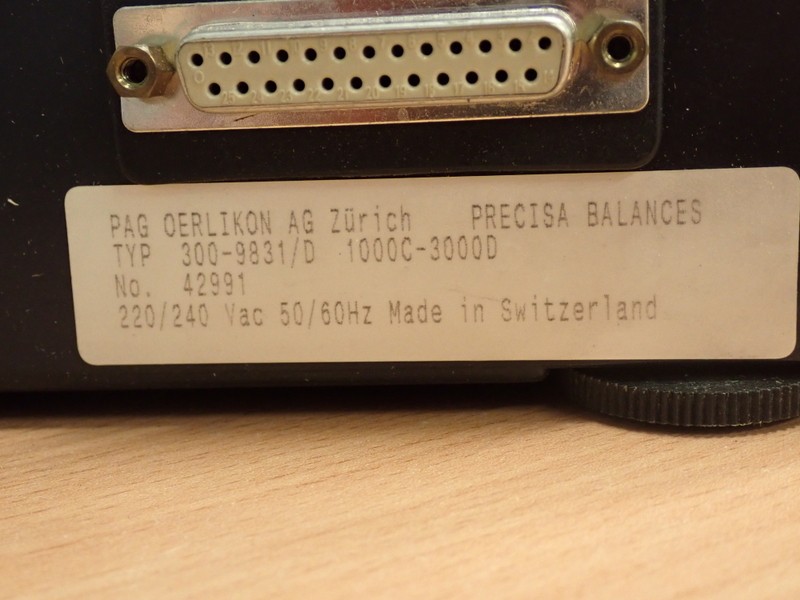 PAG OERLIKON AG Zürich PRECISA BALANCES
TYP 300-9831/D 1000C-3000D
No. 42991
220/240 Vac 50/60Hz Made in Switzerland